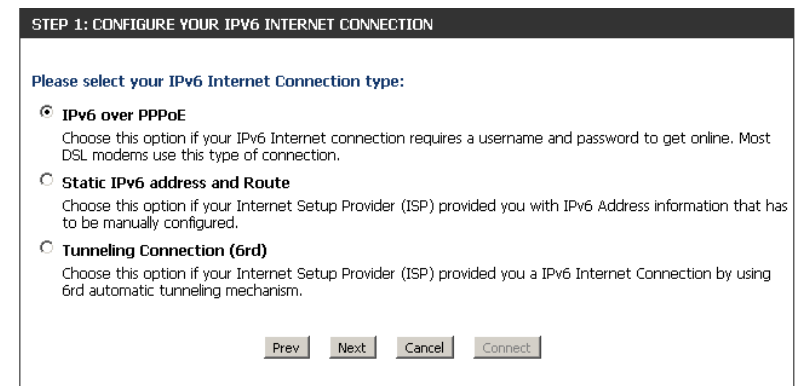 STEP 1: CONFIGURE YOUR IPV6 INTERNET CONNECTION
Please select your IPv6 Internet Connection type:
IPv6 over PPPoE
Choose this option if your IPv6 Internet connection requires a username and password to get online. Most
DSL modems use this type of connection.
Static IPv6 address and Route
Choose this option if your Internet Setup Provider (ISP) provided you with IPv6 Address information that has
to be manually configured.
Tunneling Connection (6rd)
Choose this option if your Internet Setup Provider (ISP) provided you a IPv6 Internet Connection by using
6rd automatic tunneling mechanism.
Prev Next Cancel Connect